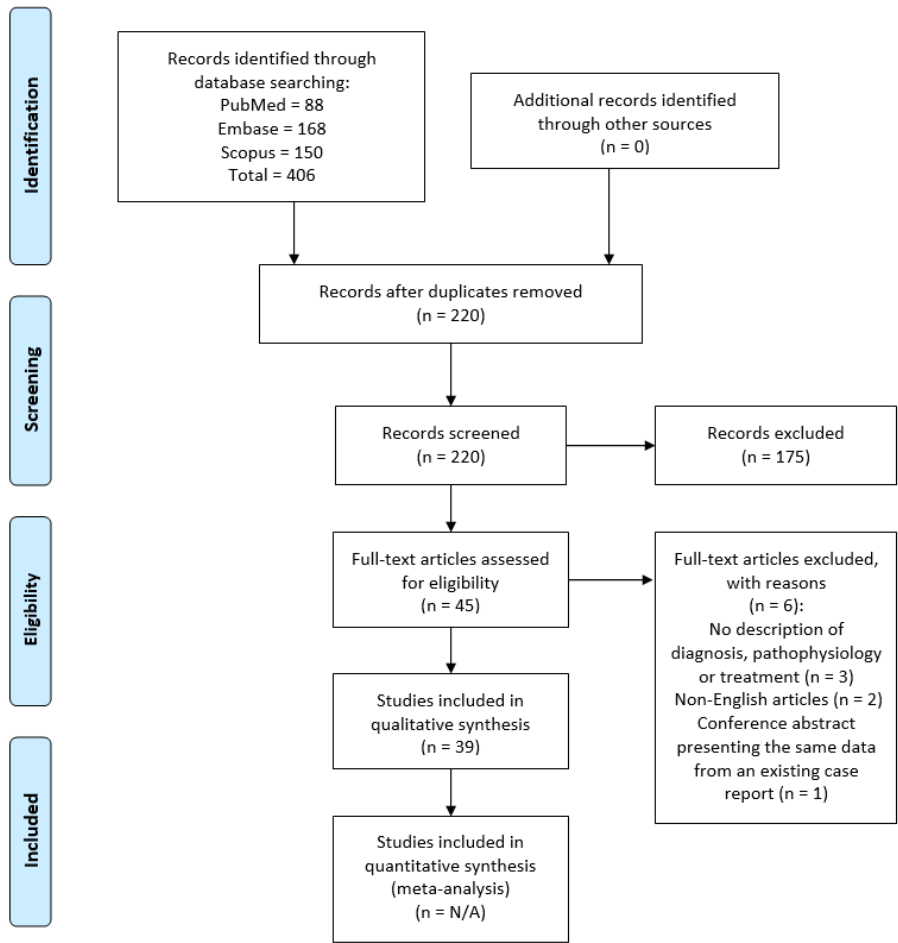 Identification
Records identified through
database searching:
PubMed = 88
Embase = 168
Scopus = 150
Total = 406
Additional records identified
through other sources
(n = 0)
Records after duplicates removed
(n = 220)
Screening
Records screened
(n = 220)
Records excluded
(n = 175)
Eligibility
Full-text articles assessed
for eligibility
(n = 45)
Full-text articles excluded,
with reasons
(n = 6):
No description of
diagnosis, pathophysiology
or treatment (n = 3)
Non-English articles (n = 2)
Conference abstract
presenting the same data
from an existing case
report (n = 1)
Studies included in
qualitative synthesis
(n = 39)
Included
Studies included in
quantitative synthesis
(meta-analysis)
(n = N/A)